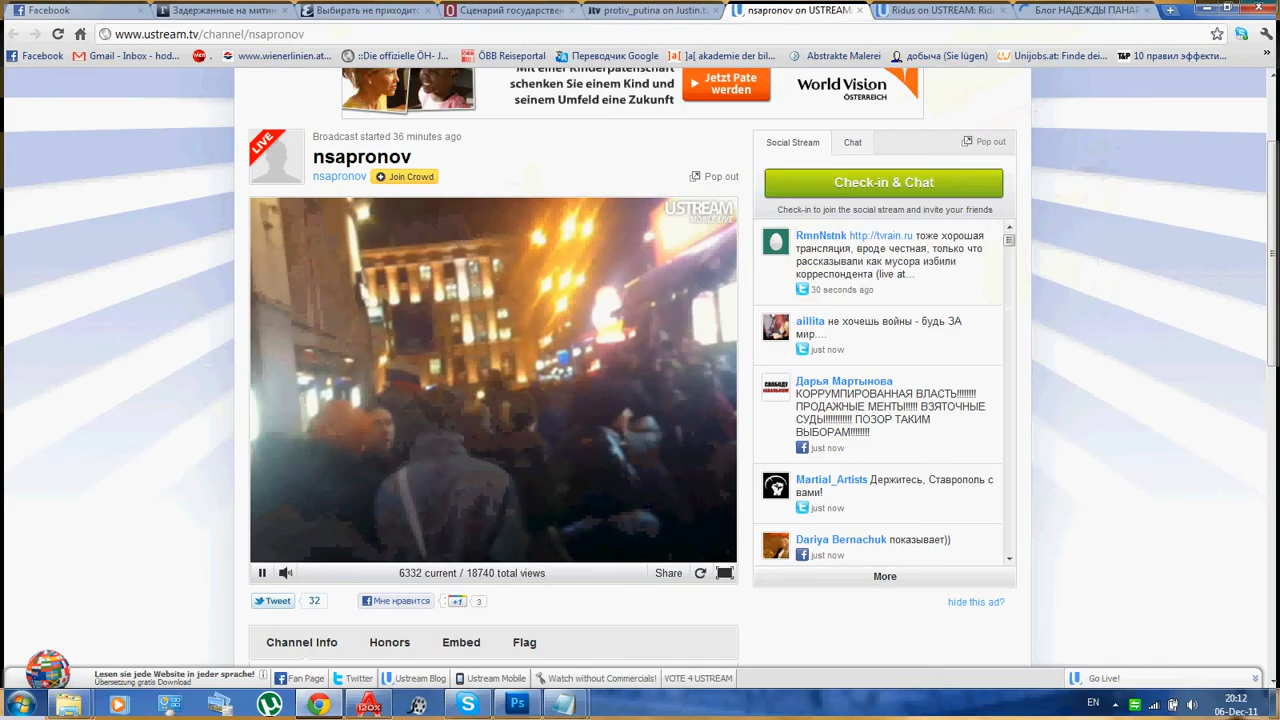 Facebook
Задержанные на митин
Выбирать не приходит
Сценарий государствен
protiv_putina on Justin.tv
nsapronov on USTREAM:
Ridus on USTREAM: Rid
Блог НАДЕЖДЫ ПАНАР
www.ustream.tv/channel/nsapronov
Facebook
Gmail - Inbox - hod...
www.wienerlinien.at
::Die offizielle ÖH- J...
ÖBB Reiseportal
Переводчик Google
]a[ akademie der bil...
Abstrakte Malerei
добыча (Sie lügen)
Unijobs.at: Finde dei...
10 правил эффекти...
Mit einer Kinderpatenschaft
schenken Sie einem Kind und
seinem Umfeld eine Zukunft
Jetzt Pate
werden
World Vision
ÖSTERREICH
LIVE
Broadcast started 36 minutes ago
nsapronov
nsapronov
Join Crowd
Pop out
USTREAM
MOBILE LIVE
6332 current / 18740 total views
Share
Tweet
32
Мне нравится
+1
3
Channel Info
Honors
Embed
Flag
Social Stream
Chat
Pop out
Check-in & Chat
Check-in to join the social stream and invite your friends
RmnNstnk http://tvrain.ru тоже хорошая
трансляция, вроде честная, только что
рассказывали как мусора избили
корреспондента (live at...
30 seconds ago
aillita не хочешь войны - будь ЗА
мир....
just now
Дарья Мартынова
КОРРУМПИРОВАННАЯ ВЛАСТЬ!!!!!!!!
ПРОДАЖНЫЕ МЕНТЫ!!!!! ВЗЯТОЧНЫЕ
СУДЫ!!!!!!!!!!! ПОЗОР ТАКИМ
ВЫБОРАМ!!!!!!!!
just now
Martial_Artists Держитесь, Ставрополь с
вами!
just now
Dariya Bernachuk показывает))
just now
More
hide this ad?
Lesen sie jede Website in jeder sprache!
Übersetzung gratis Download
Fan Page
Twitter
Ustream Blog
Ustream Mobile
Watch without Commercials!
VOTE 4 USTREAM
Go Live!
EN
20:12
06-Dec-11